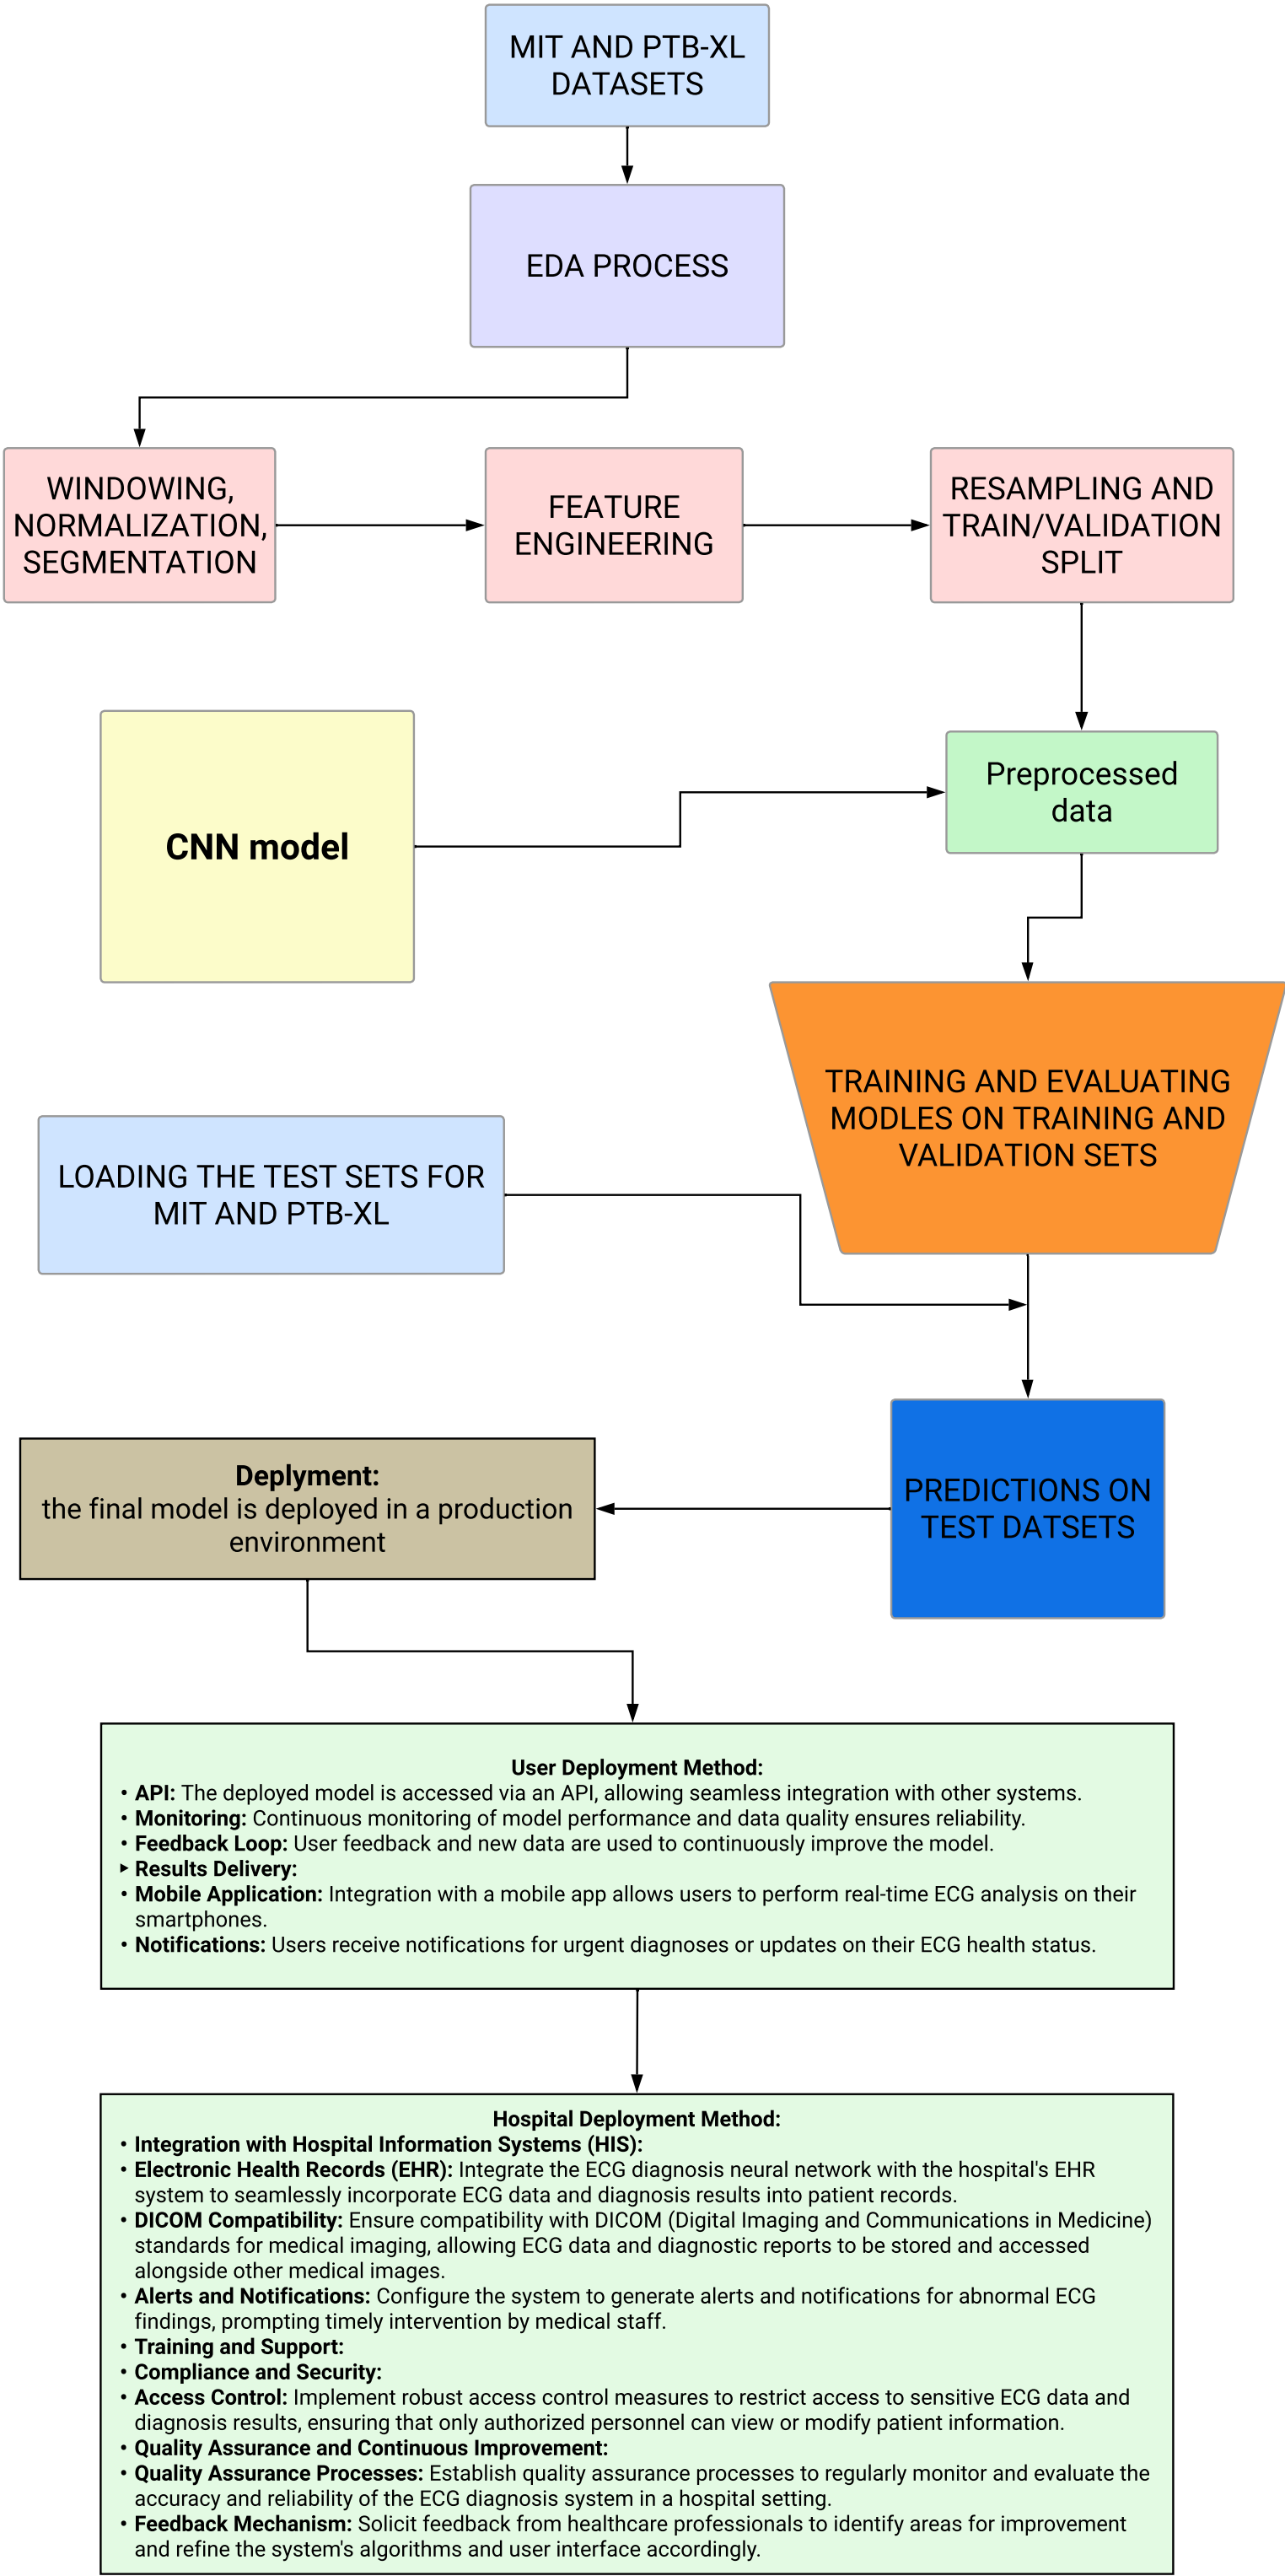 MIT AND PTB-XL
DATASETS
EDA PROCESS
WINDOWING,
NORMALIZATION,
SEGMENTATION
FEATURE
ENGINEERING
RESAMPLING AND
TRAIN/VALIDATION
SPLIT
CNN model
Preprocessed
data
TRAINING AND EVALUATING
MODLES ON TRAINING AND
VALIDATION SETS
LOADING THE TEST SETS FOR
MIT AND PTB-XL
PREDICTIONS ON
TEST DATSETS
Deplyment:
the final model is deployed in a production
environment
User Deployment Method:
• API: The deployed model is accessed via an API, allowing seamless integration with other systems.
• Monitoring: Continuous monitoring of model performance and data quality ensures reliability.
• Feedback Loop: User feedback and new data are used to continuously improve the model.
‣ Results Delivery:
• Mobile Application: Integration with a mobile app allows users to perform real-time ECG analysis on their
smartphones.
• Notifications: Users receive notifications for urgent diagnoses or updates on their ECG health status.
Hospital Deployment Method:
• Integration with Hospital Information Systems (HIS):
• Electronic Health Records (EHR): Integrate the ECG diagnosis neural network with the hospital's EHR
system to seamlessly incorporate ECG data and diagnosis results into patient records.
• DICOM Compatibility: Ensure compatibility with DICOM (Digital Imaging and Communications in Medicine)
standards for medical imaging, allowing ECG data and diagnostic reports to be stored and accessed
alongside other medical images.
• Alerts and Notifications: Configure the system to generate alerts and notifications for abnormal ECG
findings, prompting timely intervention by medical staff.
• Training and Support:
• Compliance and Security:
• Access Control: Implement robust access control measures to restrict access to sensitive ECG data and
diagnosis results, ensuring that only authorized personnel can view or modify patient information.
• Quality Assurance and Continuous Improvement:
• Quality Assurance Processes: Establish quality assurance processes to regularly monitor and evaluate the
accuracy and reliability of the ECG diagnosis system in a hospital setting.
• Feedback Mechanism: Solicit feedback from healthcare professionals to identify areas for improvement
and refine the system's algorithms and user interface accordingly.